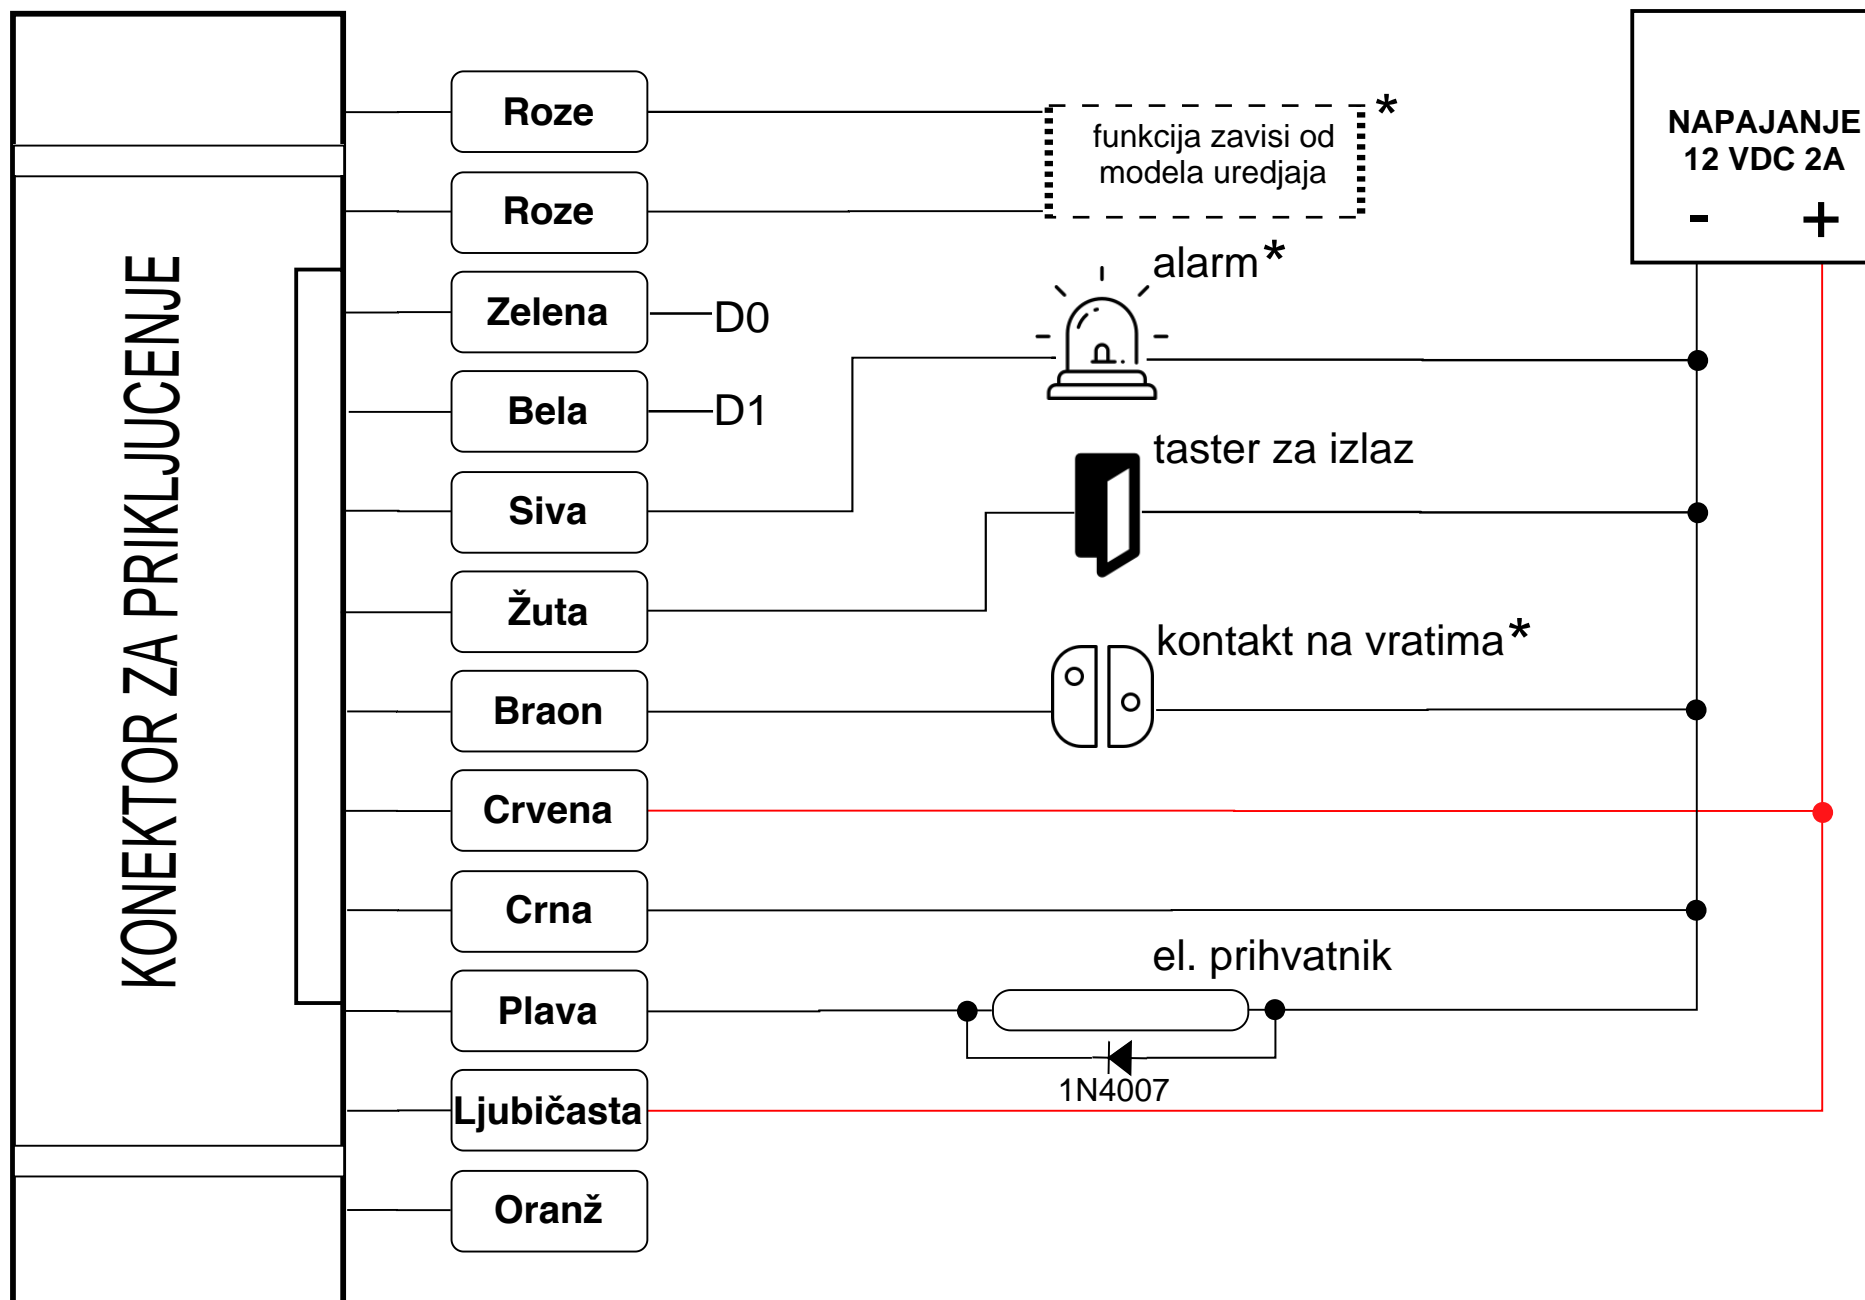 KONEKTOR ZA PRIKLJUCENJE
Roze
Roze
Zelena
D0
Bela
D1
Siva
Žuta
Braon
Crvena
Crna
Plava
Ljubičasta
Oranž
funkcija zavisi od
modela uredjaja
*
alarm*
taster za izlaz
kontakt na vratima*
el. prihvatnik
1N4007
NAPAJANJE
12 VDC 2A
- +